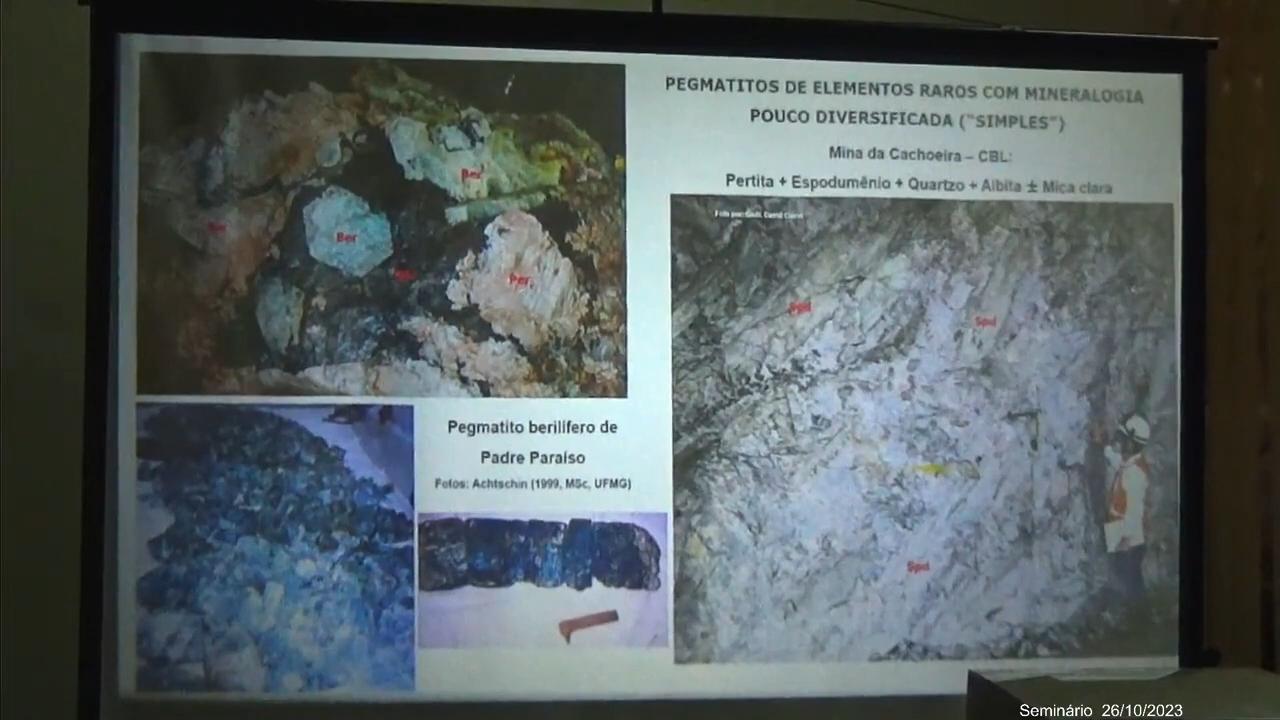 PEGMATITOS DE ELEMENTOS RAROS COM MINERALOGIA
POUCO DIVERSIFICADA ("SIMPLES")
Mina da Cachoeira – CBL:
Pertita + Espodumênio + Quartzo + Albita ± Mica clara
Ber
Ber
Per
Spd
Spd
Spd
Pegmatito berilífero de
Padre Paraíso
Fotos: Achtschin (1999, MSc, UFMG)
Seminário 26/10/2023